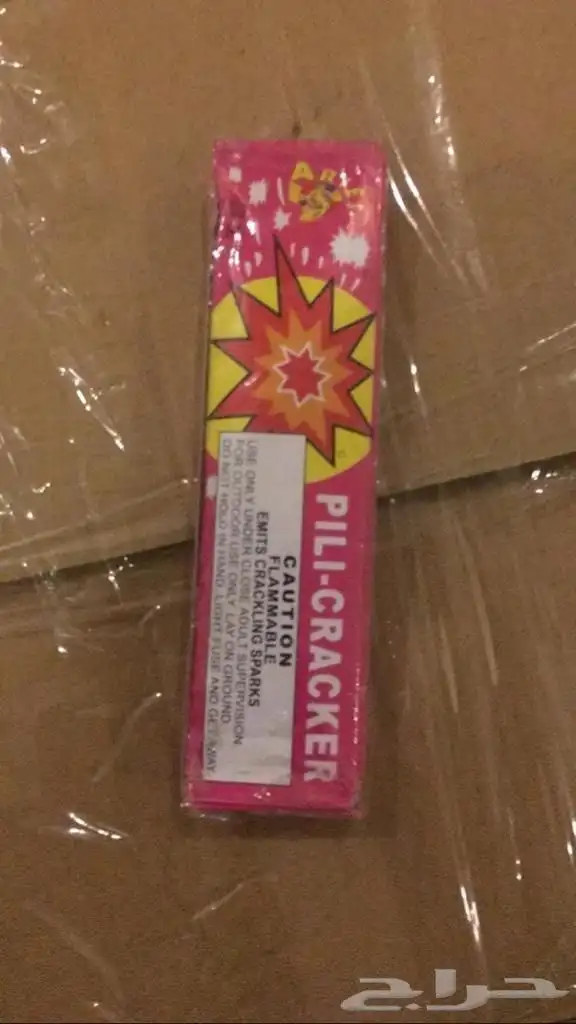 PILI-CRACKER
CAUTION
FLAMMABLE
EMITS CRACKLING SPARKS
USE ONLY UNDER CLOSE ADULT SUPERVISION
FOR OUTDOOR USE ONLY. LAY ON GROUND.
DO NOT HOLD IN HAND. LIGHT FUSE AND GET AWAY
حراج